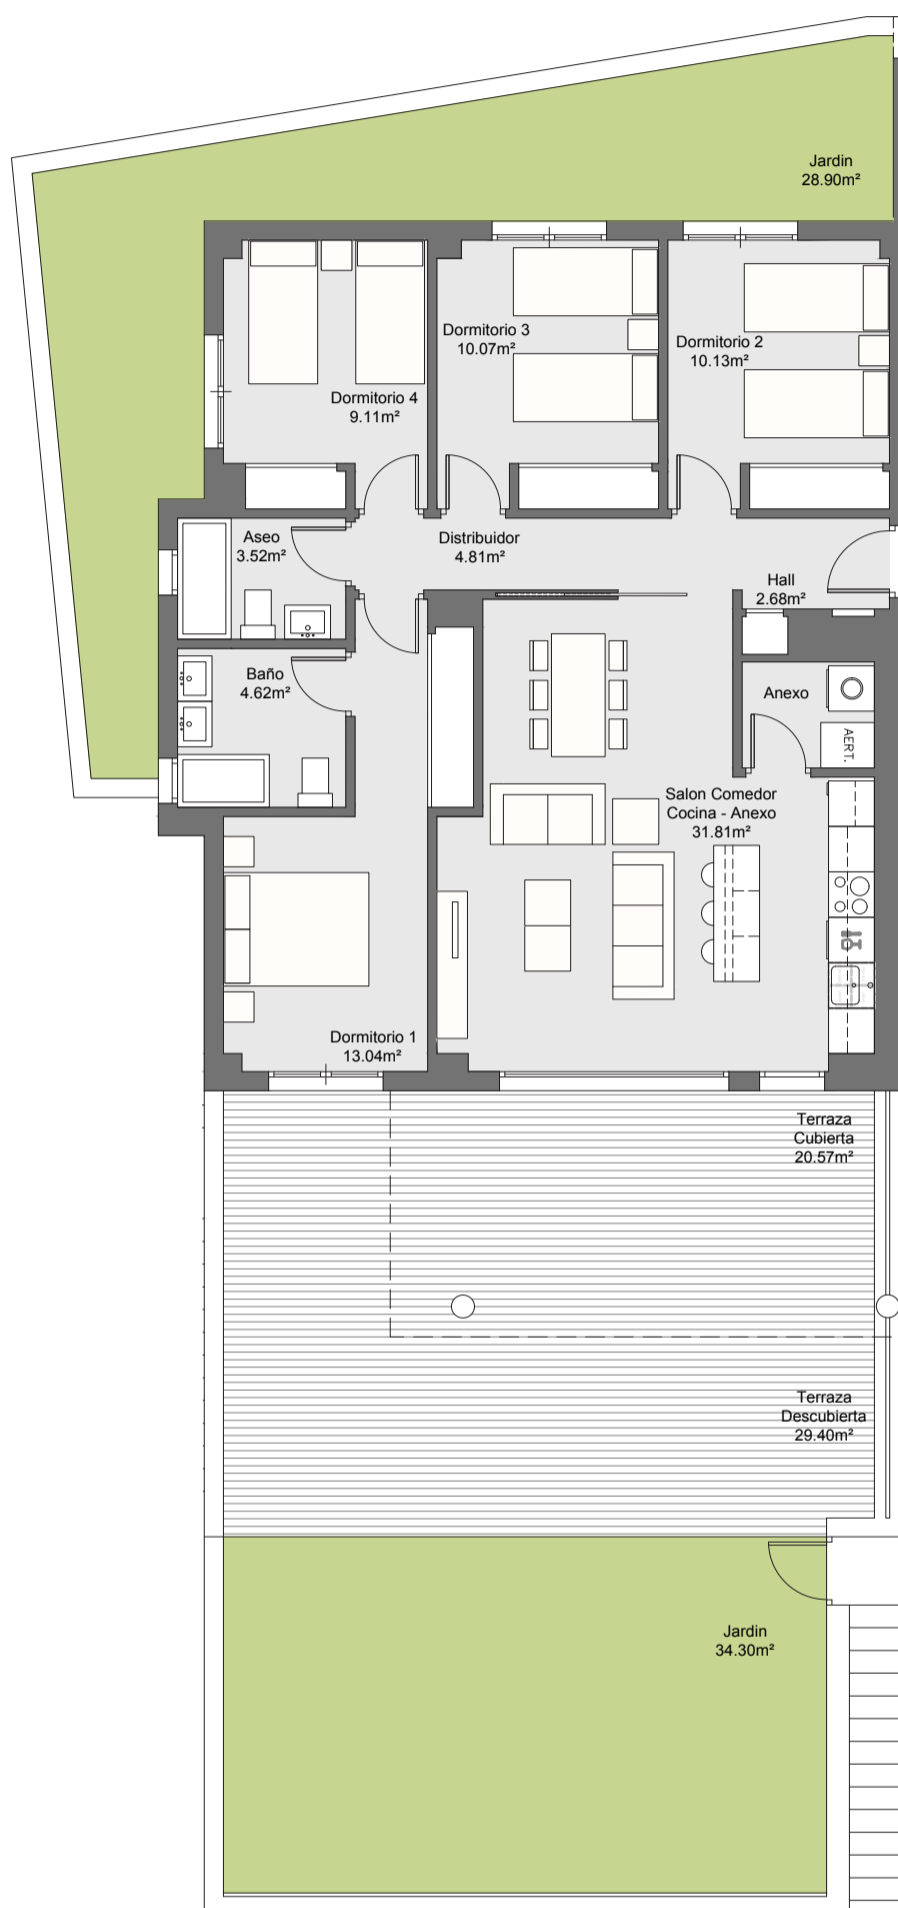 Jardin
28.90m²
Dormitorio 3
10.07m²
Dormitorio 2
10.13m²
Dormitorio 4
9.11m²
Aseo
3.52m²
Distribuidor
4.81m²
Hall
2.68m²
Baño
4.62m²
Anexo
AERT.
Salon Comedor
Cocina - Anexo
31.81m²
Dormitorio 1
13.04m²
Terraza
Cubierta
20.57m²
Terraza
Descubierta
29.40m²
Jardin
34.30m²